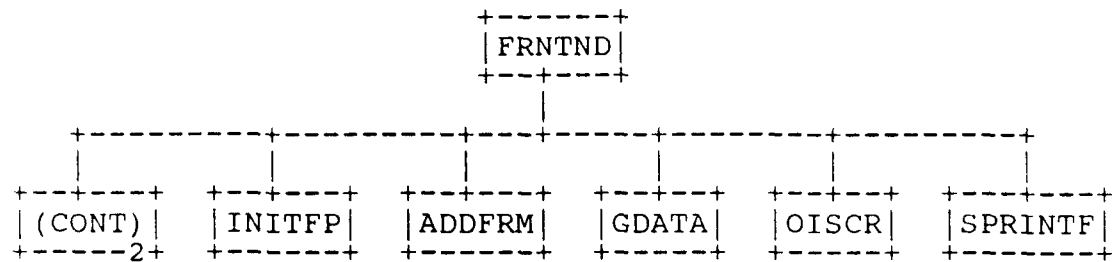 FRNTND
(CONT) INITFP ADDFRM GDATA OISCR SPRINTF
2